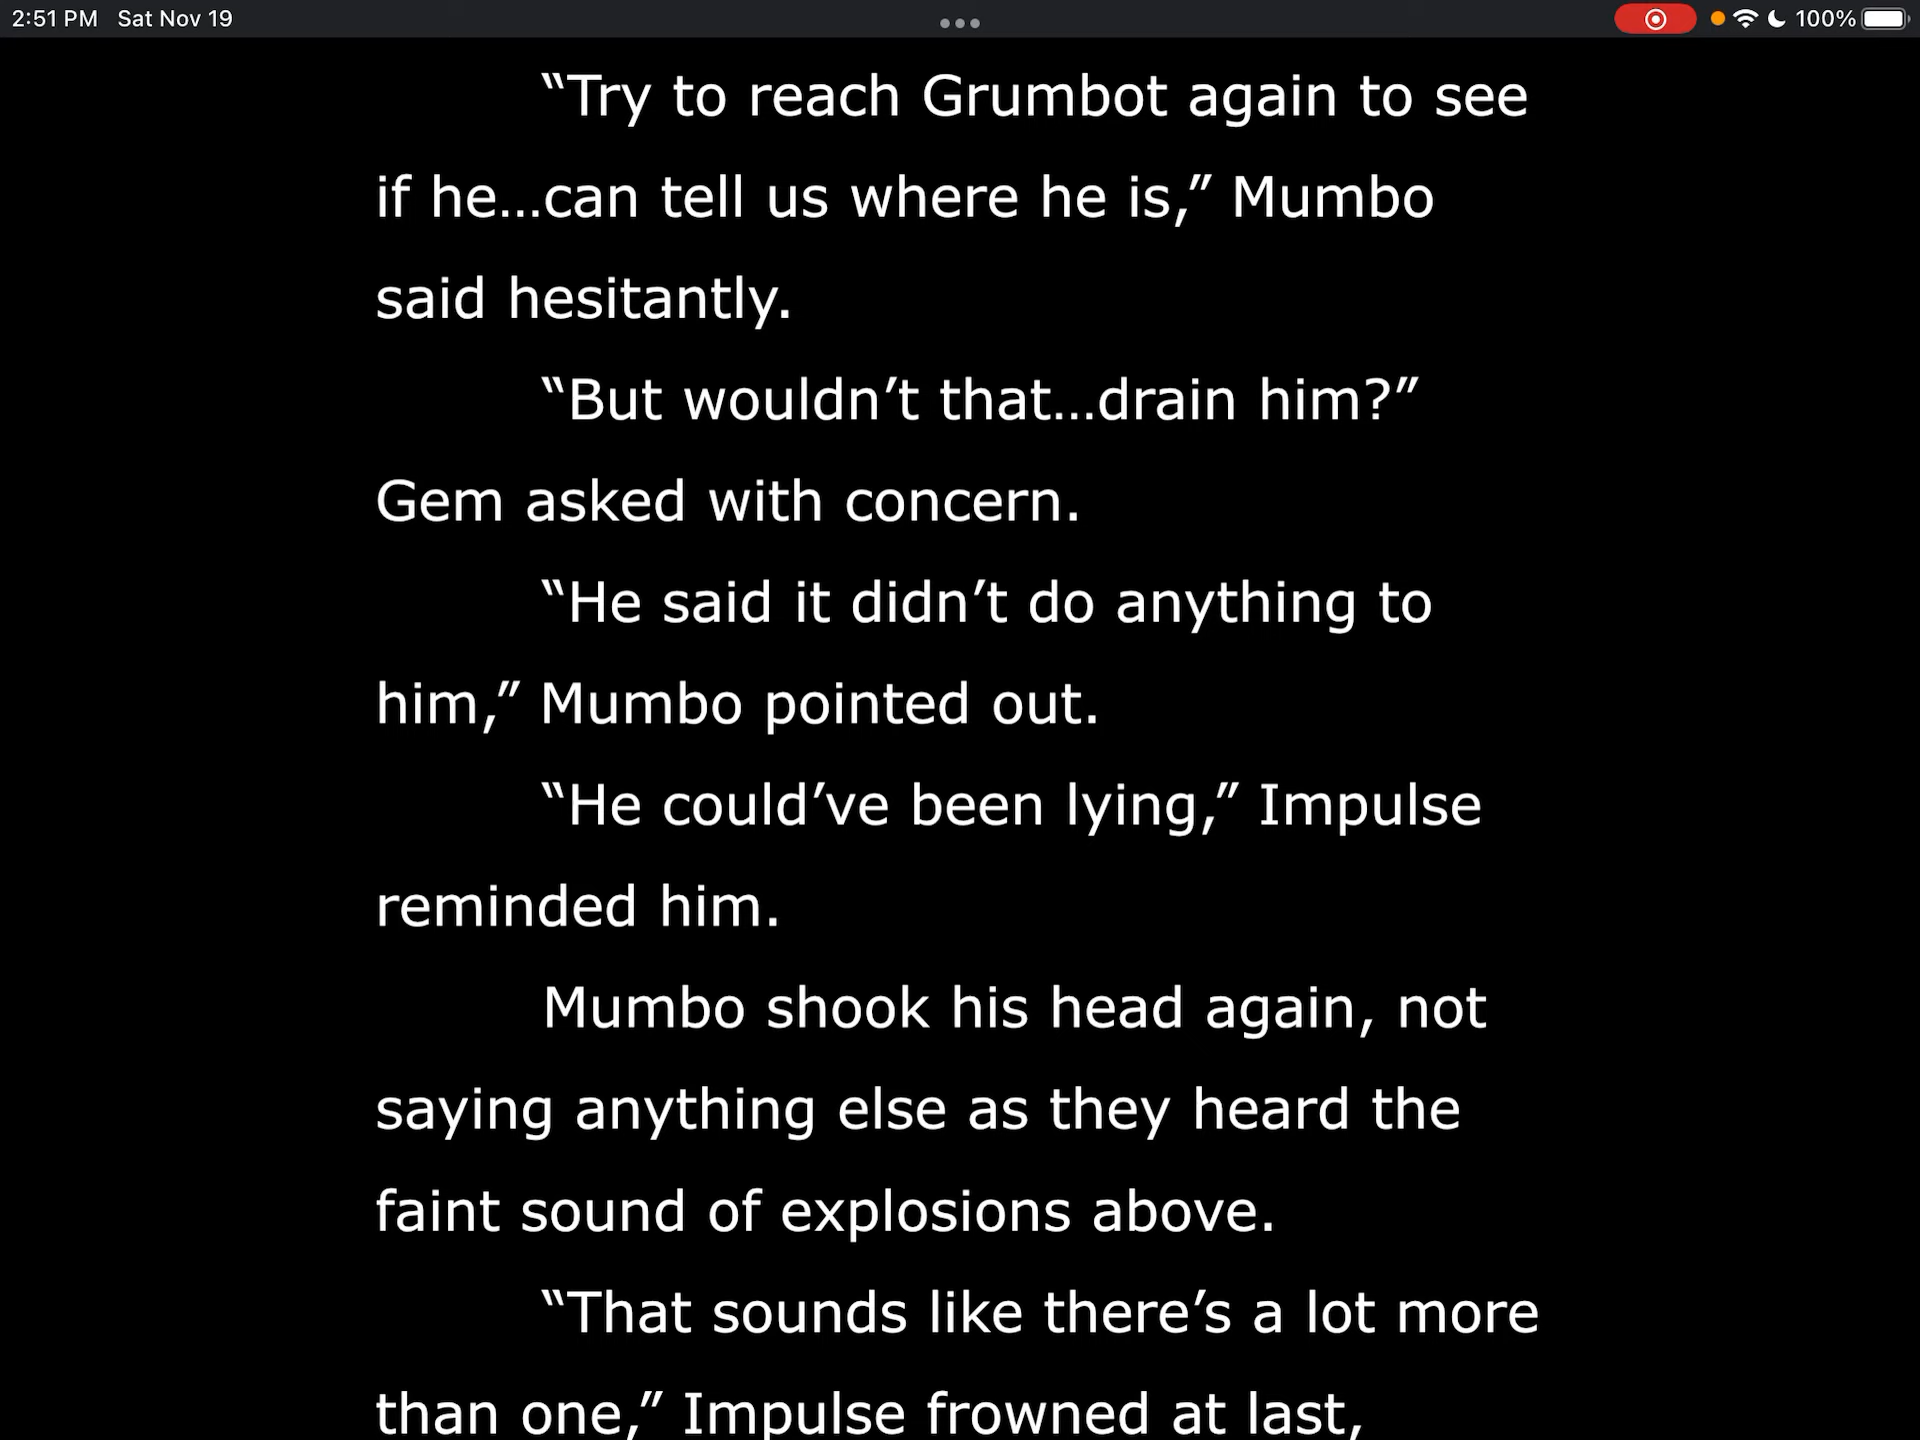 2:51 PM Sat Nov 19
100%
“Try to reach Grumbot again to see
if he…can tell us where he is,” Mumbo
said hesitantly.
“But wouldn’t that…drain him?”
Gem asked with concern.
“He said it didn’t do anything to
him,” Mumbo pointed out.
“He could’ve been lying,” Impulse
reminded him.
Mumbo shook his head again, not
saying anything else as they heard the
faint sound of explosions above.
“That sounds like there’s a lot more
than one,” Impulse frowned at last,